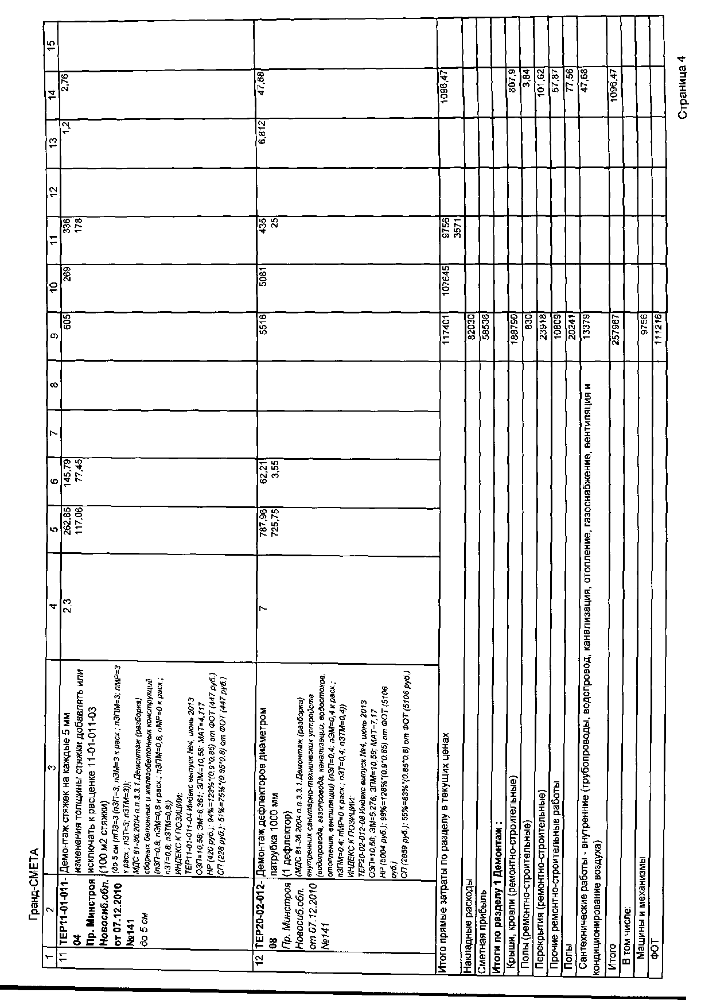 Гранд-СМЕТА
1 2 3 4 5 6 7 8 9 10 11 12 13 14 15
11 ТЕР11-01-011- Демонтаж стяжек на каждые 5 мм 2,3 262,85 145,79 605 269 336 1,2 2,76
04 изменения толщины стяжки добавлять или 117,06 77,45 178
Пр. Минстроя исключать к расценке 11-01-011-03
Новосиб.обл. (100 м2 стяжки)
от 07.12.2010 (до 5 см (пПЗ=3 (пЗП=3; пЭМ=3 к расх.; пЗПМ=3; пМР=3
№141 к расх.; пЗТ=3; пЗТМ=3));
до 5 см МДС 81-36.2004 п.п.3.3.1.Демонтаж (разборка)
сборных бетонных и железобетонных конструкций
(пЗП=0,8; пЭМ=0,8 к расх.; пЗПМ=0,8; пМР=0 к расх.;
пЗТ=0,8; пЗТМ=0,8))
ИНДЕКС К ПОЗИЦИИ:
ТЕР11-01-011-04 Индекс выпуск №4, июнь 2013
ОЗП=10,58; ЭМ=6,361; ЗПМ=10,58; МАТ=4,717
НР (420 руб.): 94%=123%*(0.9*0.85) от ФОТ (447 руб.)
СП (228 руб.): 51%=75%*(0.85*0.8) от ФОТ (447 руб.)
12 ТЕР20-02-012- Демонтаж дефлекторов диаметром 7 787,96 62,21 5516 5081 435 6,812 47,68
08 патрубка 1000 мм 725,75 3,55 25
Пр. Минстроя (1 дефлектор)
Новосиб.обл. (МДС 81-36.2004 п.п.3.3.1.Демонтаж (разборка)
от 07.12.2010 внутренних санитарно-технических устройств
№141 (водопровода, газопровода, канализации, водостоков,
отопления, вентиляции) (пЗП=0,4; пЭМ=0,4 к расх.;
пЗПМ=0,4; пМР=0 к расх.; пЗТ=0,4; пЗТМ=0,4))
ИНДЕКС К ПОЗИЦИИ:
ТЕР20-02-012-08 Индекс выпуск №4, июнь 2013
ОЗП=10,58; ЭМ=5,276; ЗПМ=10,58; МАТ=7,17
НР (5004 руб.): 98%=128%*(0.9*0.85) от ФОТ (5106
руб.)
СП (2859 руб.): 56%=83%*(0.85*0.8) от ФОТ (5106 руб.)
Итого прямые затраты по разделу в текущих ценах 117401 107645 9756 1096,47
3571
Накладные расходы 82030
Сметная прибыль 58536
Итоги по разделу 1 Демонтаж :
Крыши, кровли (ремонтно-строительные) 188790 807,9
Полы (ремонтно-строительные) 830 3,84
Перекрытия (ремонтно-строительные) 23918 101,62
Прочие ремонтно-строительные работы 10809 57,87
Полы 20241 77,56
Сантехнические работы - внутренние (трубопроводы, водопровод, канализация, отопление, газоснабжение, вентиляция и 13379 47,68
кондиционирование воздуха)
Итого 257967 1096,47
В том числе:
Машины и механизмы 9756
ФОТ 111216
Страница 4